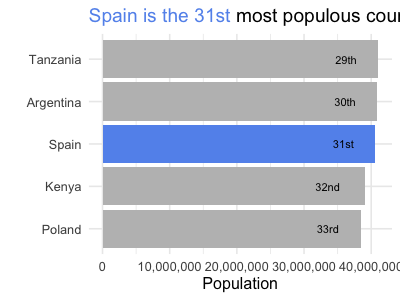 Spain is the 31st most populous cou
Tanzania 29th
Argentina 30th
Spain 31st
Kenya 32nd
Poland 33rd
0 10,000,000 20,000,000 30,000,000 40,000,000
Population